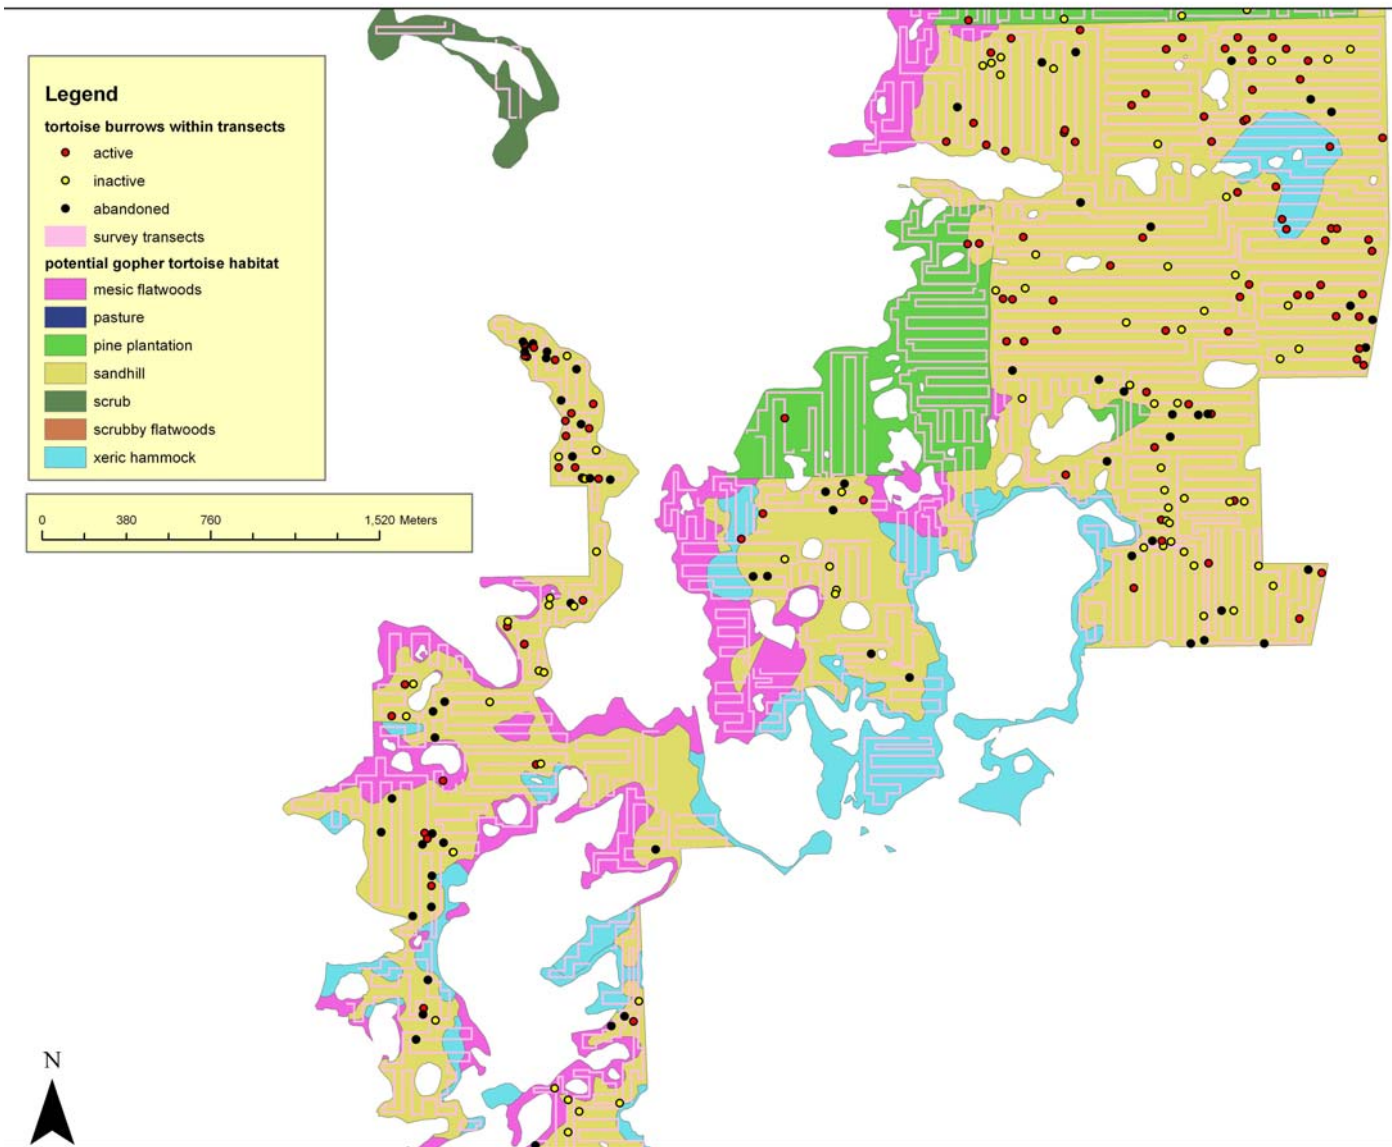 Legend
tortoise burrows within transects
active
inactive
abandoned
survey transects
potential gopher tortoise habitat
mesic flatwoods
pasture
pine plantation
sandhill
scrub
scrubby flatwoods
xeric hammock
0 380 760 1,520 Meters
N